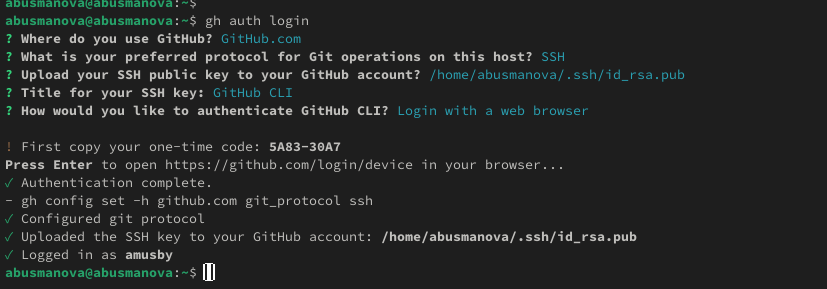 abusmanova@abusmanova:~$
abusmanova@abusmanova:~$ gh auth login
? Where do you use GitHub? GitHub.com
? What is your preferred protocol for Git operations on this host? SSH
? Upload your SSH public key to your GitHub account? /home/abusmanova/.ssh/id_rsa.pub
? Title for your SSH key: GitHub CLI
? How would you like to authenticate GitHub CLI? Login with a web browser
! First copy your one-time code: 5A83-30A7
Press Enter to open https://github.com/login/device in your browser...
✓ Authentication complete.
- gh config set -h github.com git_protocol ssh
✓ Configured git protocol
✓ Uploaded the SSH key to your GitHub account: /home/abusmanova/.ssh/id_rsa.pub
✓ Logged in as amusby
abusmanova@abusmanova:~$